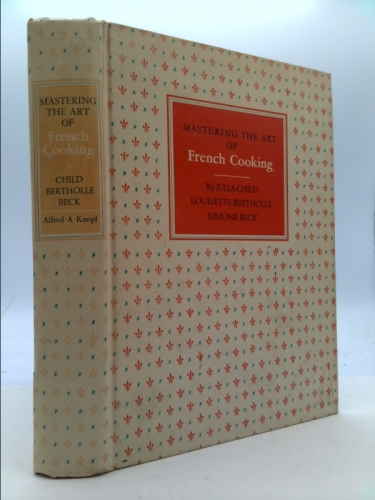 MASTERING
THE ART
OF
French
Cooking
CHILD
BERTHOLLE
BECK
Alfred·A·Knopf
MASTERING THE ART
OF
French Cooking
By JULIA CHILD
LOUISETTE BERTHOLLE
SIMONE BECK